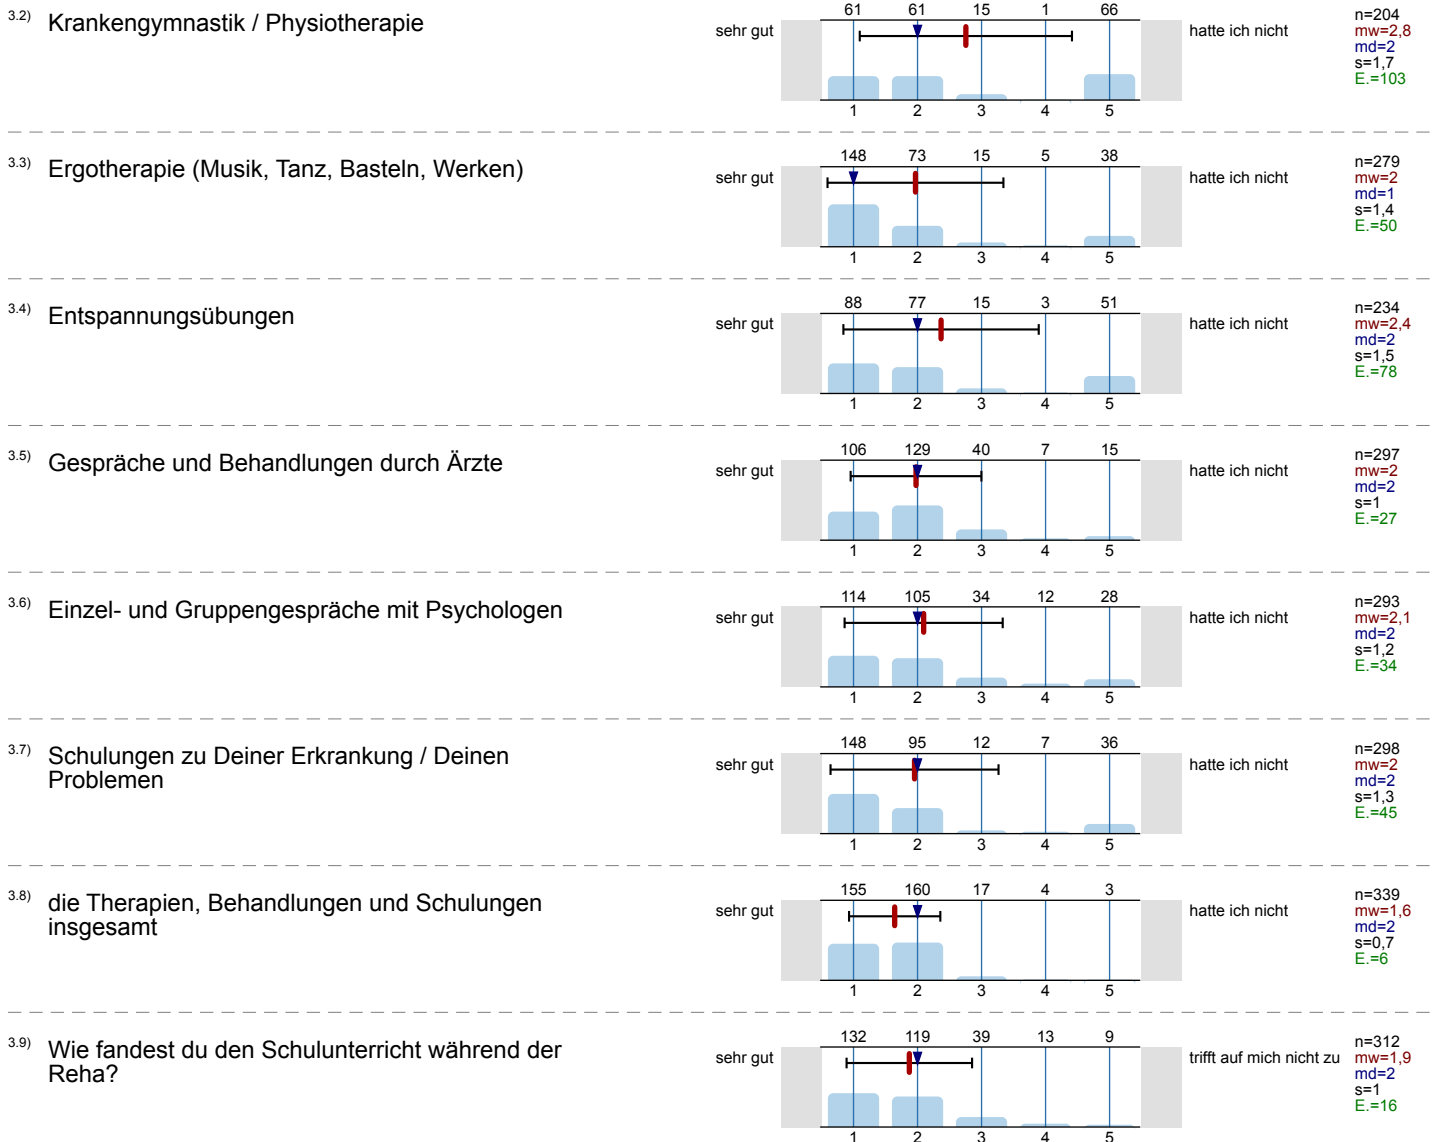 3.2) Krankengymnastik / Physiotherapie
61 61 15 1 66
sehr gut
hatte ich nicht
1 2 3 4 5
n=204
mw=2,8
md=2
s=1,7
E.=103
3.3) Ergotherapie (Musik, Tanz, Basteln, Werken)
148 73 15 5 38
sehr gut
hatte ich nicht
1 2 3 4 5
n=279
mw=2
md=1
s=1,4
E.=50
3.4) Entspannungsübungen
88 77 15 3 51
sehr gut
hatte ich nicht
1 2 3 4 5
n=234
mw=2,4
md=2
s=1,5
E.=78
3.5) Gespräche und Behandlungen durch Ärzte
106 129 40 7 15
sehr gut
hatte ich nicht
1 2 3 4 5
n=297
mw=2
md=2
s=1
E.=27
3.6) Einzel- und Gruppengespräche mit Psychologen
114 105 34 12 28
sehr gut
hatte ich nicht
1 2 3 4 5
n=293
mw=2,1
md=2
s=1,2
E.=34
3.7) Schulungen zu Deiner Erkrankung / Deinen
Problemen
148 95 12 7 36
sehr gut
hatte ich nicht
1 2 3 4 5
n=298
mw=2
md=2
s=1,3
E.=45
3.8) die Therapien, Behandlungen und Schulungen
insgesamt
155 160 17 4 3
sehr gut
hatte ich nicht
1 2 3 4 5
n=339
mw=1,6
md=2
s=0,7
E.=6
3.9) Wie fandest du den Schulunterricht während der
Reha?
132 119 39 13 9
sehr gut
trifft auf mich nicht zu
1 2 3 4 5
n=312
mw=1,9
md=2
s=1
E.=16